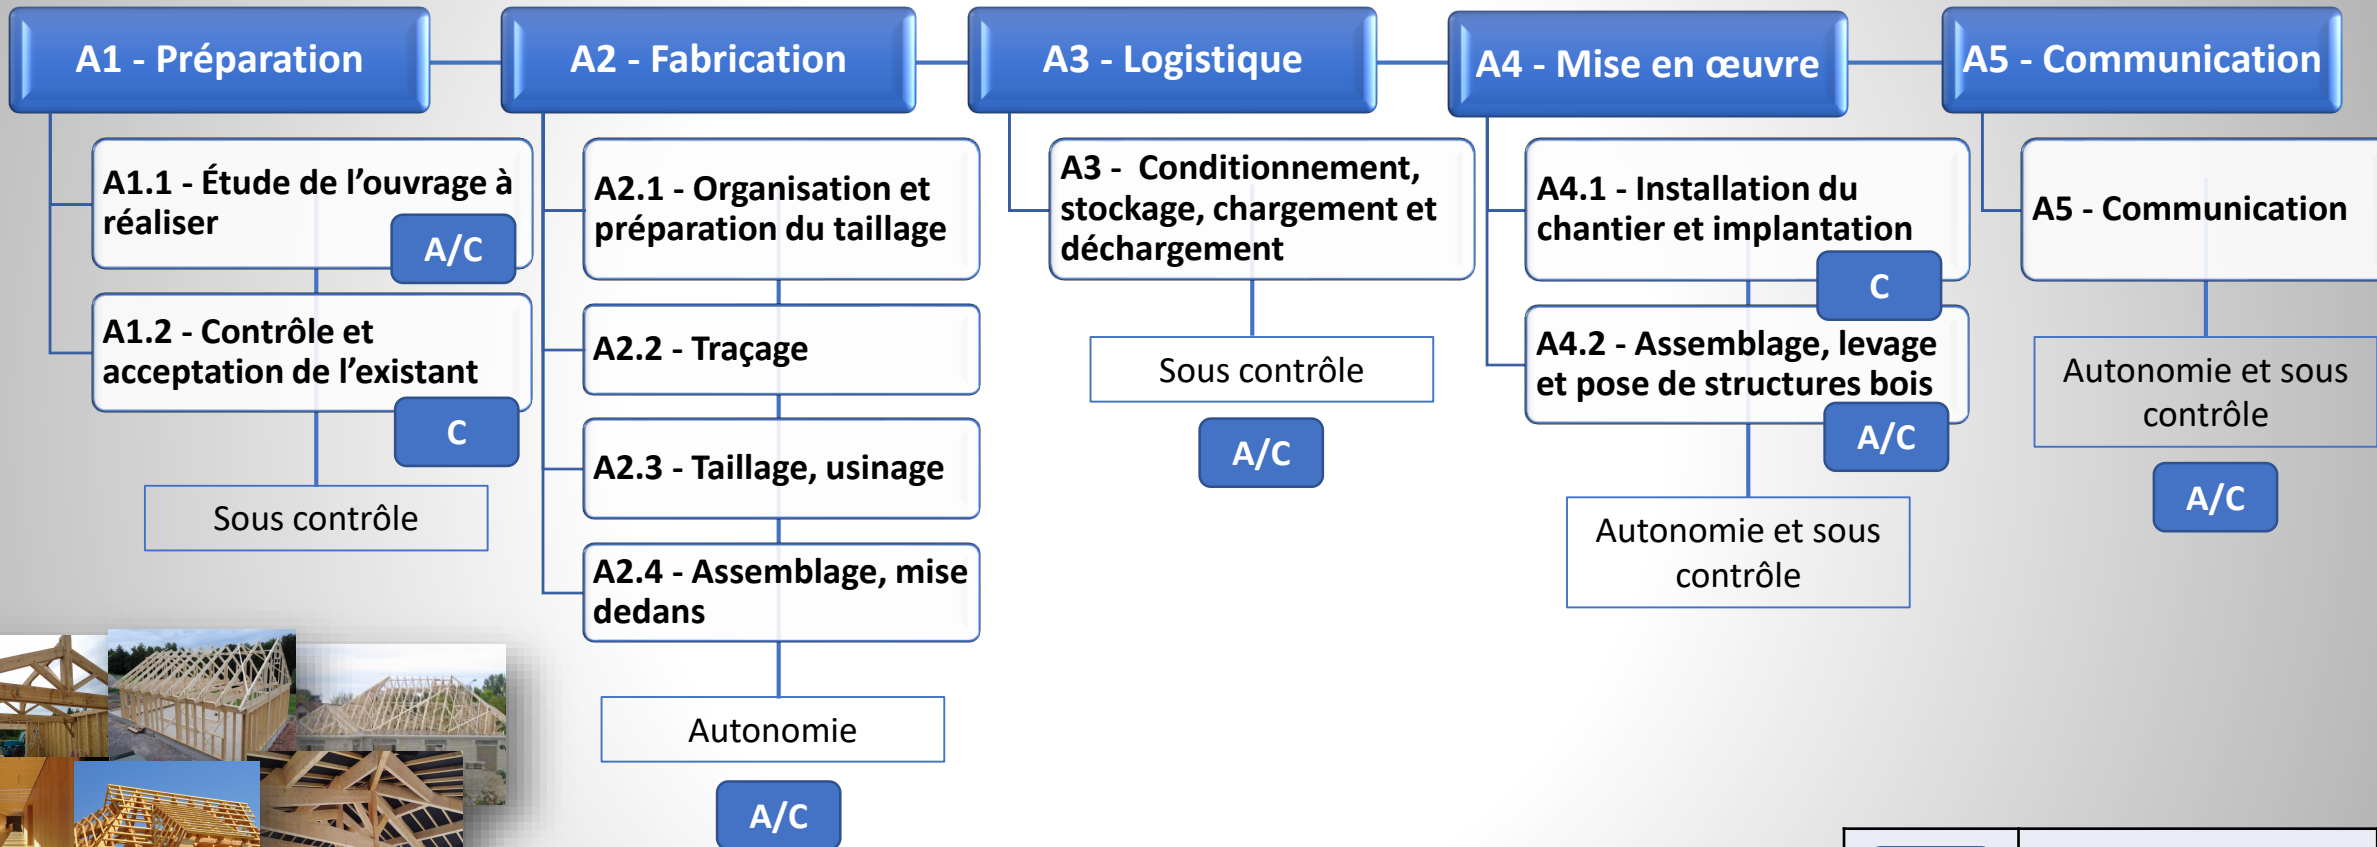 A1 - Préparation
A1.1 - Étude de l’ouvrage à
réaliser
A/C
A1.2 - Contrôle et
acceptation de l’existant
C
Sous contrôle
A2 - Fabrication
A2.1 - Organisation et
préparation du taillage
A2.2 - Traçage
A2.3 - Taillage, usinage
A2.4 - Assemblage, mise
dedans
Autonomie
A/C
A3 - Logistique
A3 - Conditionnement,
stockage, chargement et
déchargement
Sous contrôle
A/C
A4 - Mise en œuvre
A4.1 - Installation du
chantier et implantation
C
A4.2 - Assemblage, levage
et pose de structures bois
A/C
Autonomie et sous
contrôle
A5 - Communication
A5 - Communication
Autonomie et sous
contrôle
A/C